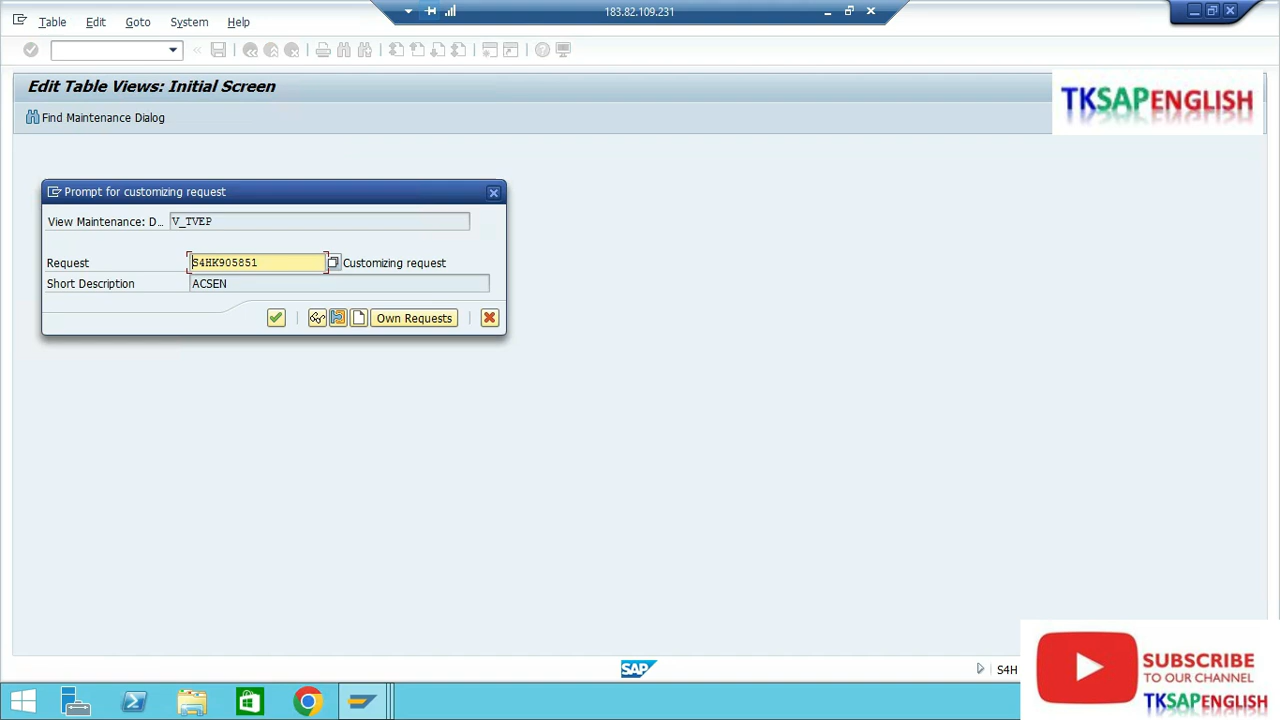 183.82.109.231
Table Edit Goto System Help
Edit Table Views: Initial Screen
TKSAPENGLISH
Find Maintenance Dialog
Prompt for customizing request
View Maintenance: D... V_TVEP
Request S4HK905851 Customizing request
Short Description ACSEN
Own Requests
SAP
S4H
SUBSCRIBE
TO OUR CHANNEL
TKSAPENGLISH